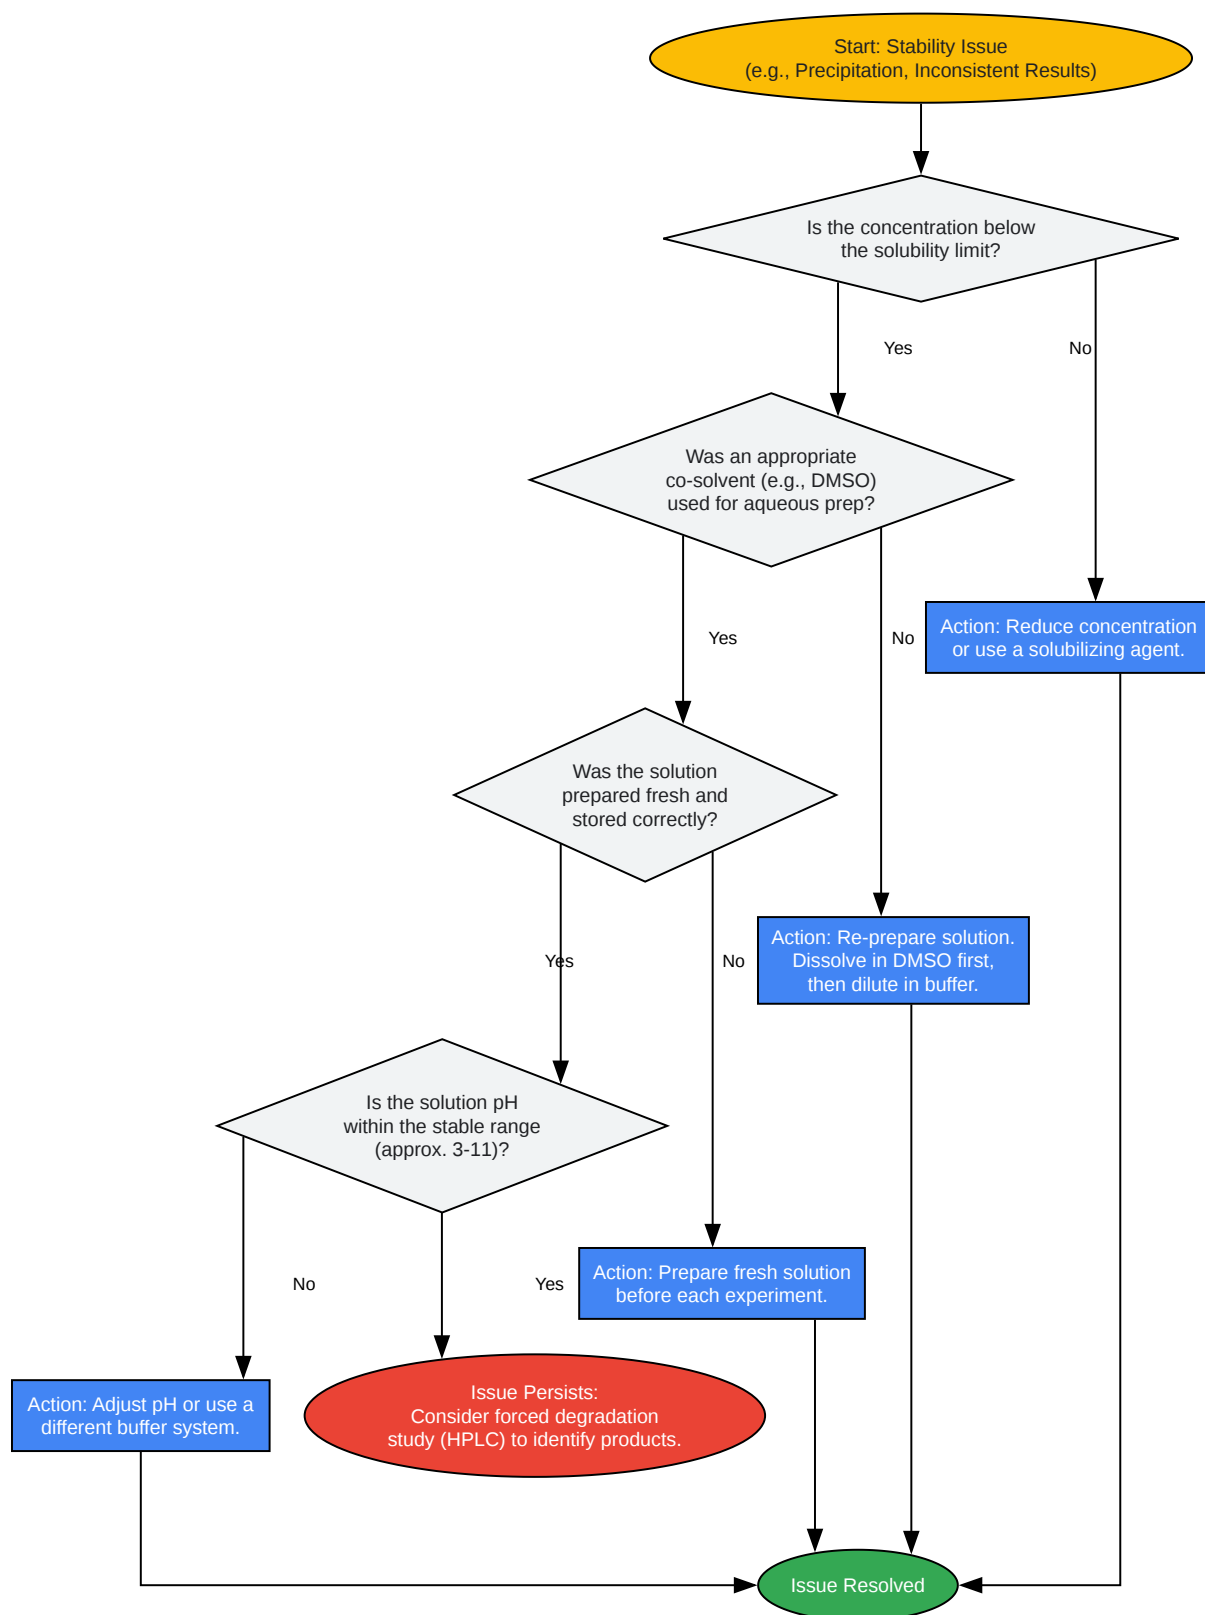 Start: Stability Issue
(e.g., Precipitation, Inconsistent Results)
Is the concentration below
the solubility limit?
Yes
No
Was an appropriate
co-solvent (e.g., DMSO)
used for aqueous prep?
Yes
No
Action: Reduce concentration
or use a solubilizing agent.
Was the solution
prepared fresh and
stored correctly?
Yes
No
Action: Re-prepare solution.
Dissolve in DMSO first,
then dilute in buffer.
Is the solution pH
within the stable range
(approx. 3-11)?
No
Yes
Action: Prepare fresh solution
before each experiment.
Action: Adjust pH or use a
different buffer system.
Issue Persists:
Consider forced degradation
study (HPLC) to identify products.
Issue Resolved